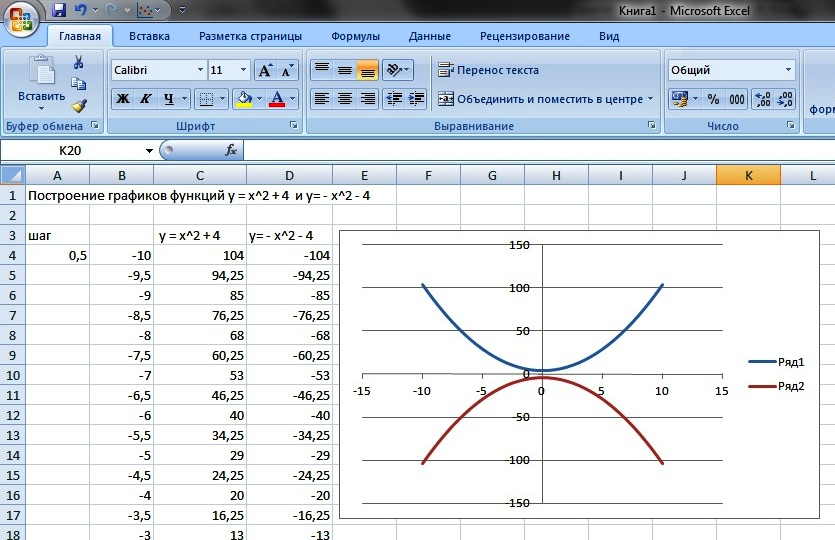 Книга1 - Microsoft Excel
Главная Вставка Разметка страницы Формулы Данные Рецензирование Вид
Calibri 11 Перенос текста Общий
Вставить Ж К Ч А Объединить и поместить в центре % 000
Буфер обмена Шрифт Выравнивание Число
K20 fx
A B C D E F G H I J K L
1 Построение графиков функций y = x^2 + 4 и y= - x^2 - 4
2
3 шаг y = x^2 + 4 y= - x^2 - 4
4 0,5 -10 104 -104
5 -9,5 94,25 -94,25
6 -9 85 -85
7 -8,5 76,25 -76,25
8 -8 68 -68
9 -7,5 60,25 -60,25
10 -7 53 -53
11 -6,5 46,25 -46,25
12 -6 40 -40
13 -5,5 34,25 -34,25
14 -5 29 -29
15 -4,5 24,25 -24,25
16 -4 20 -20
17 -3,5 16,25 -16,25
18 -3 13 -13
150
100
50
0
-15 -10 -5 0 5 10 15
-50
-100
-150
Ряд1
Ряд2